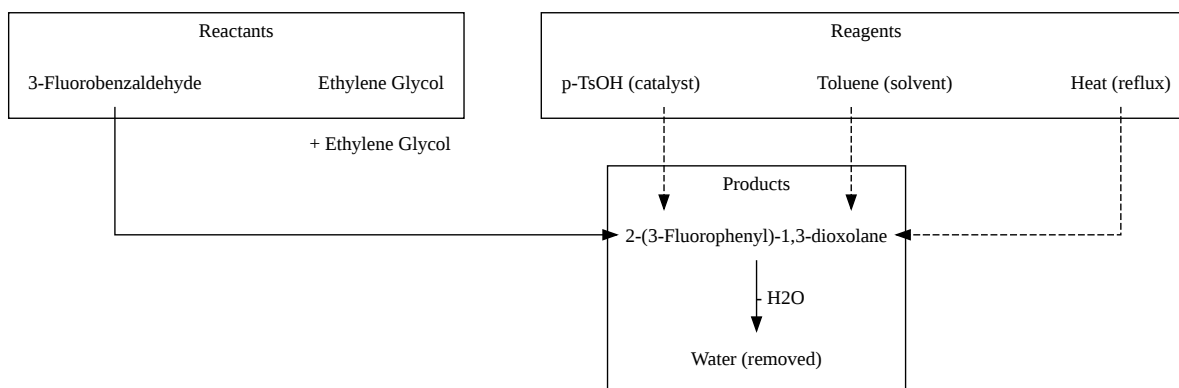 Reactants
3-Fluorobenzaldehyde
Ethylene Glycol
+ Ethylene Glycol
Reagents
p-TsOH (catalyst)
Toluene (solvent)
Heat (reflux)
Products
2-(3-Fluorophenyl)-1,3-dioxolane
- H2O
Water (removed)